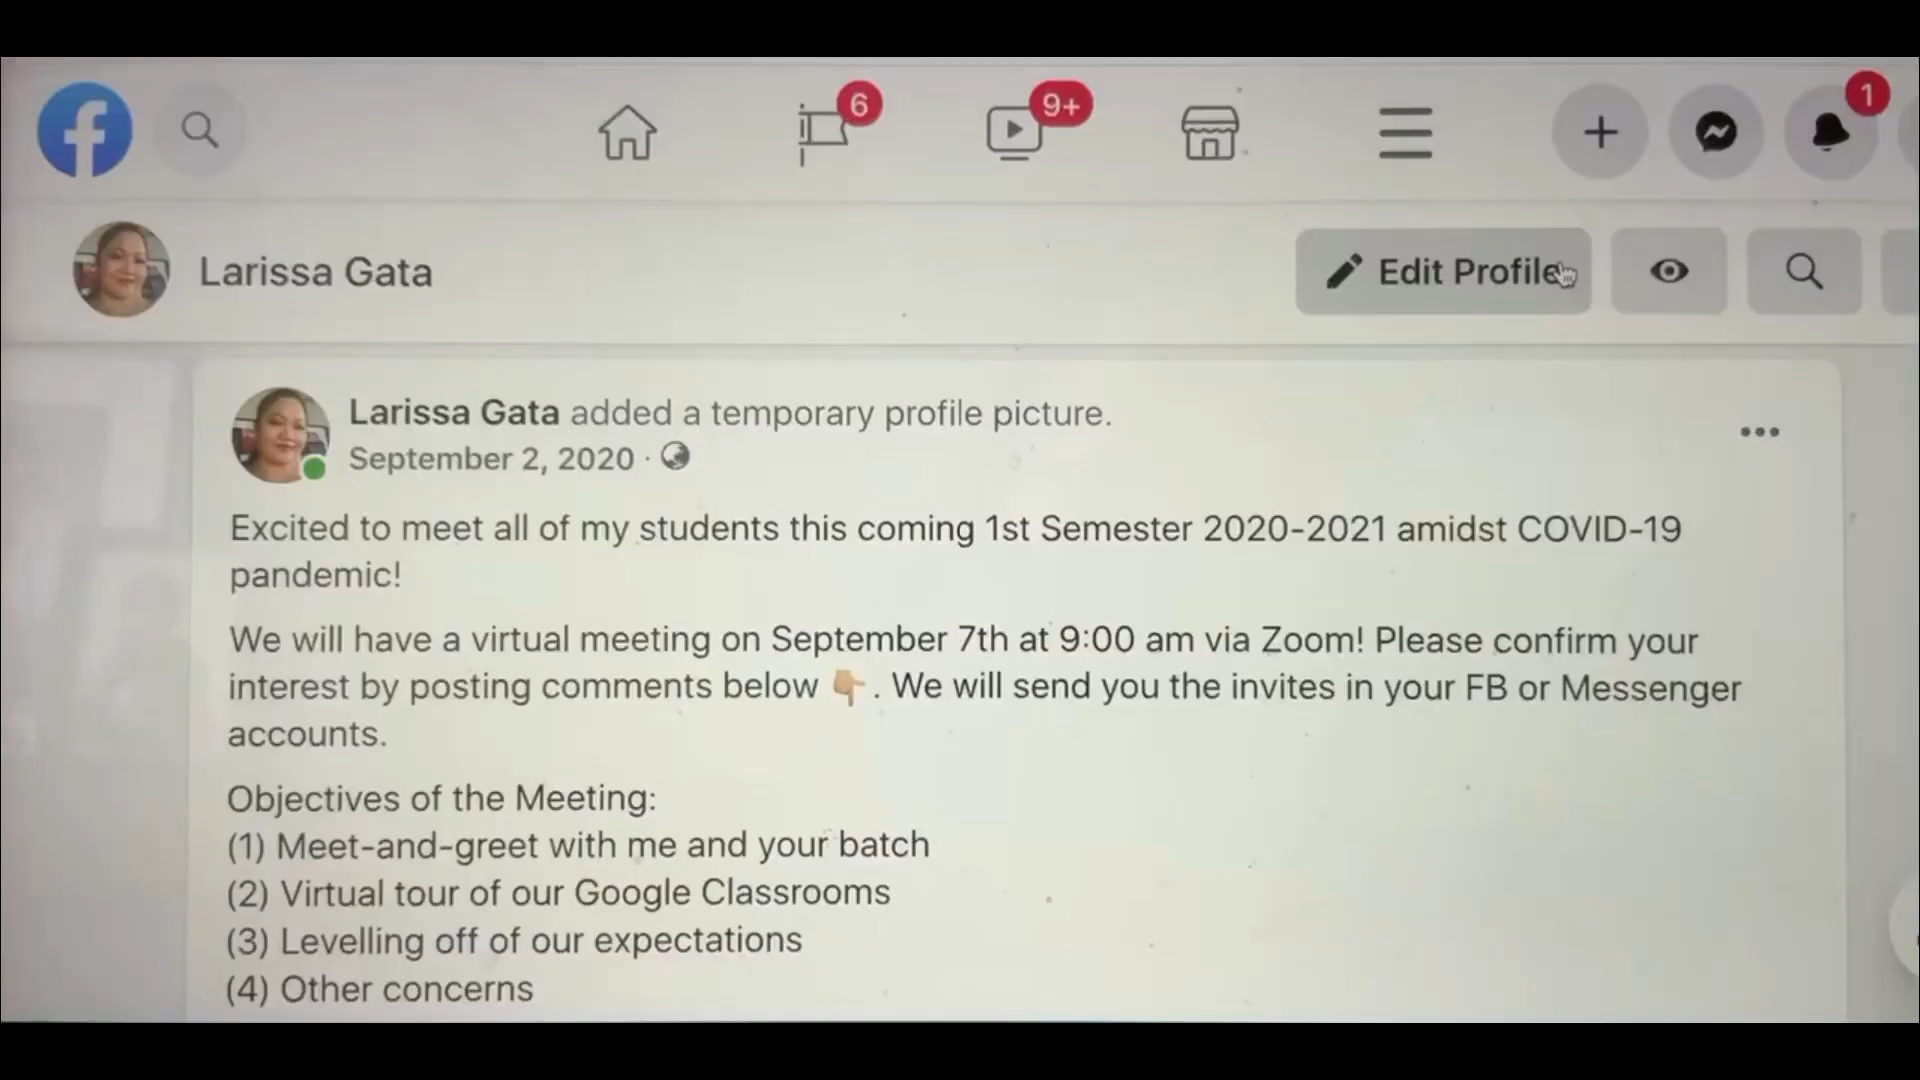 6
9+
1
Larissa Gata
Edit Profile
Larissa Gata added a temporary profile picture.
September 2, 2020 ·
Excited to meet all of my students this coming 1st Semester 2020-2021 amidst COVID-19
pandemic!
We will have a virtual meeting on September 7th at 9:00 am via Zoom! Please confirm your
interest by posting comments below 👇🏼. We will send you the invites in your FB or Messenger
accounts.
Objectives of the Meeting:
(1) Meet-and-greet with me and your batch
(2) Virtual tour of our Google Classrooms
(3) Levelling off of our expectations
(4) Other concerns